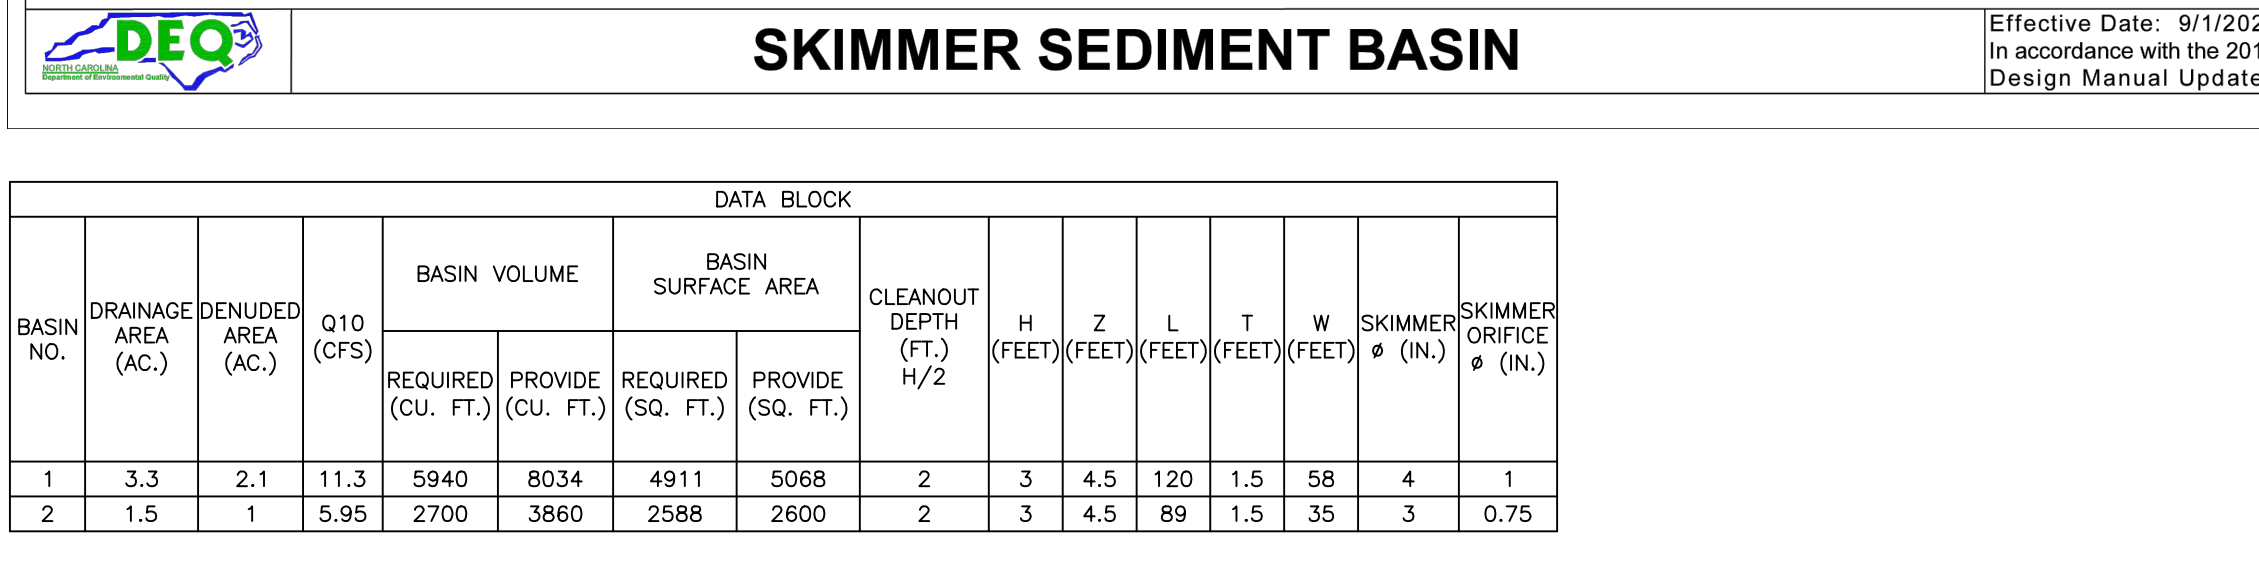 DEQ
NORTH CAROLINA
Department of Environmental Quality
SKIMMER SEDIMENT BASIN
Effective Date: 9/1/202
In accordance with the 201
Design Manual Update
DATA BLOCK
BASIN NO.
DRAINAGE AREA (AC.)
DENUDED AREA (AC.)
Q10 (CFS)
BASIN VOLUME
REQUIRED (CU. FT.)
PROVIDE (CU. FT.)
BASIN SURFACE AREA
REQUIRED (SQ. FT.)
PROVIDE (SQ. FT.)
CLEANOUT DEPTH (FT.) H/2
H (FEET)
Z (FEET)
L (FEET)
T (FEET)
W (FEET)
SKIMMER ø (IN.)
SKIMMER ORIFICE ø (IN.)
1 3.3 2.1 11.3 5940 8034 4911 5068 2 3 4.5 120 1.5 58 4 1
2 1.5 1 5.95 2700 3860 2588 2600 2 3 4.5 89 1.5 35 3 0.75